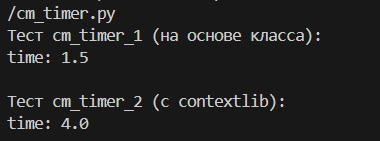 /cm_timer.py
Тест cm_timer_1 (на основе класса):
time: 1.5
Тест cm_timer_2 (с contextlib):
time: 4.0